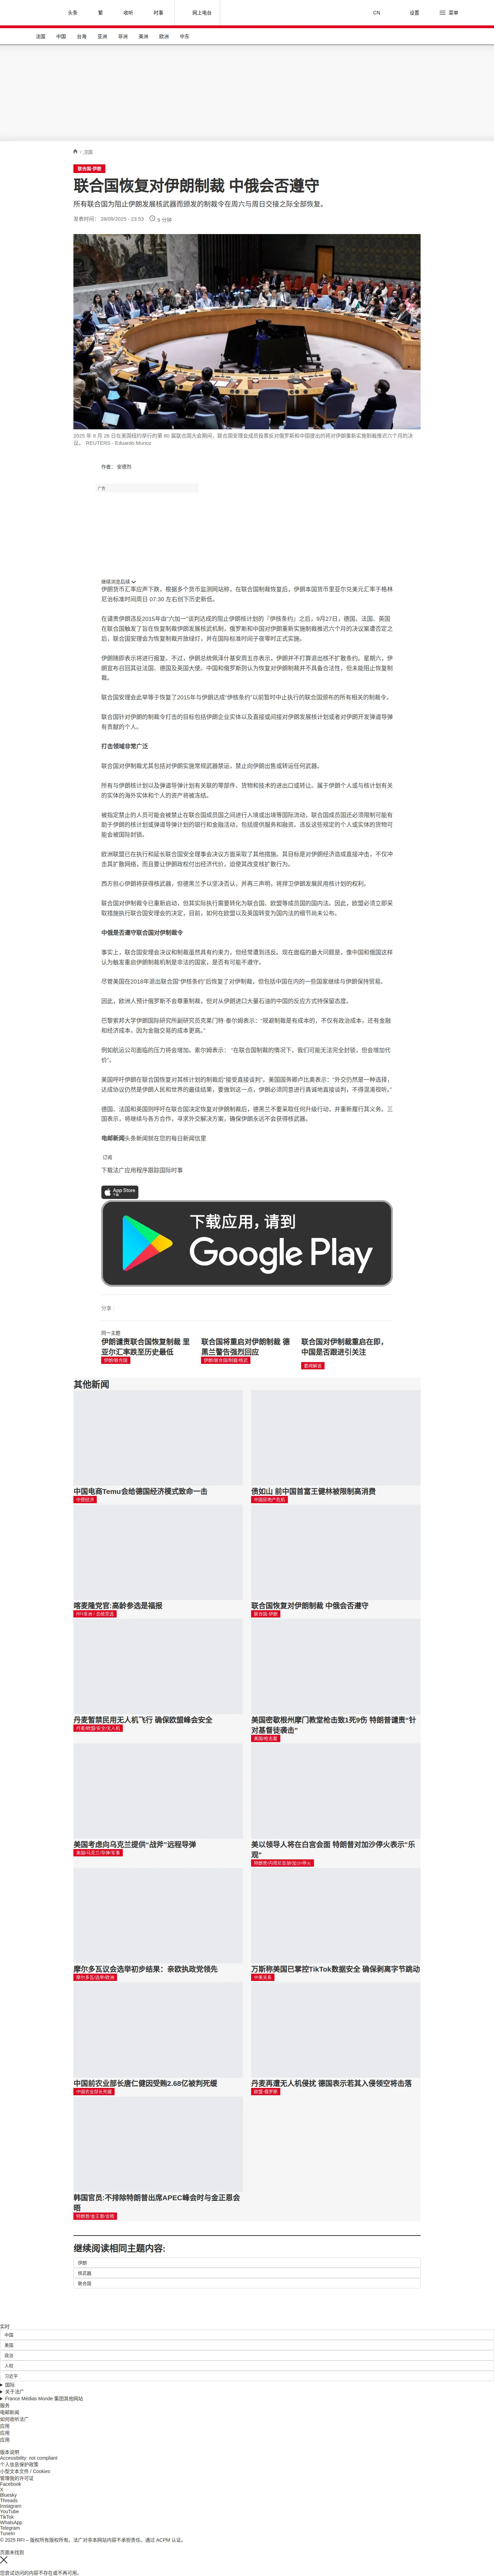 头条
繁
收听
时事
网上电台
CN
设置
菜单
法国
中国
台湾
亚洲
非洲
美洲
欧洲
中东
/ 法国
联合国-伊朗
联合国恢复对伊朗制裁 中俄会否遵守
所有联合国为阻止伊朗发展核武器而颁发的制裁令在周六与周日交接之际全部恢复。
发表时间： 28/09/2025 - 23:53
9 分钟
2025 年 9 月 26 日在美国纽约举行的第 80 届联合国大会期间，联合国安理会成员投票反对俄罗斯和中国提出的将对伊朗重新实施制裁推迟六个月的决议。 REUTERS - Eduardo Munoz
作者： 安德烈
广告
继续浏览后续
伊朗货币汇率应声下跌。根据多个货币监测网站称，在联合国制裁恢复后，伊朗本国货币里亚尔兑美元汇率于格林尼治标准时间周日 07:30 左右创下历史新低。
在谴责伊朗违反2015年由“六加一”谈判达成的阻止伊朗核计划的『伊核条约』之后，9月27日，德国、法国、英国在联合国触发了旨在恢复制裁伊朗发展核武机制，俄罗斯和中国对伊朗重新实施制裁推迟六个月的决议案遭否定之后，联合国安理会为恢复制裁开放绿灯，并在国际标准时间子夜零时正式实施。
伊朗随即表示将进行报复。不过，伊朗总统佩泽什基安周五亦表示，伊朗并不打算退出核不扩散条约。星期六，伊朗宣布召回其驻法国、德国及英国大使。中国和俄罗斯则认为恢复对伊朗制裁并不具备合法性，但未能阻止恢复制裁。
联合国安理会此举等于恢复了2015年与伊朗达成“伊核条约”以前暂时中止执行的联合国颁布的所有相关的制裁令。
联合国针对伊朗的制裁令打击的目标包括伊朗企业实体以及直接或间接对伊朗发展核计划或者对伊朗开发弹道导弹有贡献的个人。
打击领域非常广泛
联合国对伊制裁尤其包括对伊朗实施常规武器禁运，禁止向伊朗出售或转运任何武器。
所有与伊朗核计划以及弹道导弹计划有关联的零部件、货物和技术的进出口或转让。属于伊朗个人或与核计划有关的实体的海外实体和个人的资产将被冻结。
被指定禁止的人员可能会被禁止在联合国成员国之间进行入境或出境等国际流动，联合国成员国还必须限制可能有助于伊朗的核计划或弹道导弹计划的银行和金融活动，包括提供服务和融资。违反这些规定的个人或实体的货物可能会被国际封锁。
欧洲联盟已在执行和延长联合国安全理事会决议方面采取了其他措施。其目标是对伊朗经济造成直接冲击，不仅冲击其扩散网络，而且要让伊朗政权付出经济代价，迫使其改变核扩散行为。
西方担心伊朗将获得核武器，但德黑兰予以坚决否认，并再三声明，将捍卫伊朗发展民用核计划的权利。
联合国对伊朗制裁令已重新启动，但其实际执行需要转化为联合国、欧盟等成员国的国内法。因此，欧盟必须立即采取措施执行联合国安理会的决定，目前，如何在欧盟以及英国转变为国内法的细节尚未公布。
中俄是否遵守联合国对伊制裁令
事实上，联合国安理会决议和制裁虽然具有约束力，但经常遭到违反。现在面临的最大问题是，像中国和俄国这样认为触发重启伊朗制裁机制是非法的国家，是否有可能不遵守。
尽管美国在2018年退出联合国“伊核条约”后恢复了对伊制裁，但包括中国在内的一些国家继续与伊朗保持贸易。
因此，欧洲人预计俄罗斯不会尊重制裁，但对从伊朗进口大量石油的中国的反应方式持保留态度。
巴黎索邦大学伊朗国际研究所副研究员克莱门特·泰尔姆表示：“规避制裁是有成本的，不仅有政治成本，还有金融和经济成本，因为金融交易的成本更高。”
例如航运公司面临的压力将会增加。索尔姆表示： “在联合国制裁的情况下，我们可能无法完全封锁，但会增加代价”。
美国呼吁伊朗在联合国恢复对其核计划的制裁后“接受直接谈判”。美国国务卿卢比奥表示：“外交仍然是一种选择，达成协议仍然是伊朗人民和世界的最佳结果，要做到这一点，伊朗必须同意进行真诚地直接谈判，不得混淆视听。”
德国、法国和英国则呼吁在联合国决定恢复对伊朗制裁后，德黑兰不要采取任何升级行动，并重新履行其义务。三国表示，将继续与各方合作，寻求外交解决方案，确保伊朗永远不会获得核武器。
电邮新闻头条新闻就在您的每日新闻信里
订阅
下载法广应用程序跟踪国际时事
App Store
下载
下载应用，请到
Google Play
分享 :
同一主题
伊朗谴责联合国恢复制裁 里亚尔汇率跌至历史最低
伊朗/联合国
联合国将重启对伊朗制裁 德黑兰警告强烈回应
伊朗/联合国/制裁/核武
联合国对伊制裁重启在即，中国是否跟进引关注
要闻解说
其他新闻
中国电商Temu会给德国经济模式致命一击
中德经济
债如山 前中国首富王健林被限制高消费
中国房地产危机
喀麦隆党官:高龄参选是福报
RFI非洲 / 总统竞选
联合国恢复对伊朗制裁 中俄会否遵守
联合国-伊朗
丹麦暂禁民用无人机飞行 确保欧盟峰会安全
丹麦/欧盟/安全/无人机
美国密歇根州摩门教堂枪击致1死9伤 特朗普谴责“针对基督徒袭击”
美国/枪击案
美国考虑向乌克兰提供“战斧”远程导弹
美国/乌克兰/导弹/军事
美以领导人将在白宫会面 特朗普对加沙停火表示“乐观”
特朗普/内塔尼亚胡/加沙/停火
摩尔多瓦议会选举初步结果：亲欧执政党领先
摩尔多瓦/选举/欧洲
万斯称美国已掌控TikTok数据安全 确保剥离字节跳动
中美关系
中国前农业部长唐仁健因受贿2.68亿被判死缓
中国农业部长死缓
丹麦再遭无人机侵扰 德国表示若其入侵领空将击落
欧盟-俄罗斯
韩国官员:不排除特朗普出席APEC峰会时与金正恩会晤
特朗普/金正恩/会晤
继续阅读相同主题内容:
伊朗
核武器
联合国
实时
中国
美国
政治
人权
习近平
国际
关于法广
France Médias Monde 集团其他网站
服务
电邮新闻
如何收听法广
应用
应用
应用
版本说明
Accessibility: not compliant
个人信息保护政策
小型文本文件 / Cookies
管理我的许可证
Facebook
X
Bluesky
Threads
Instagram
YouTube
TikTok
WhatsApp
Telegram
TuneIn
© 2025 RFI – 版权所有版权所有。法广对非本网站内容不承担责任。通过 ACPM 认证。
页面未找到
您尝试访问的内容不存在或不再可用。